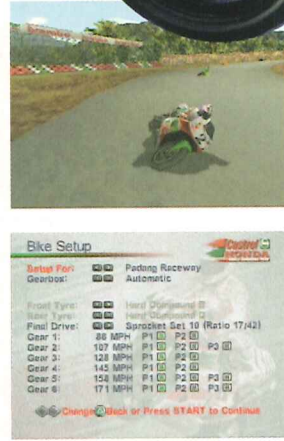 Bike Setup
Castrol
HONDA
Setup For: Padang Raceway
Gearbox: Automatic
Front Tyre: Hard Compound
Rear Tyre: Hard Compound
Final Drive: Sprocket Set 10 (Ratio 17/42)
Gear 1: 88 MPH P1 P2
Gear 2: 107 MPH P1 P2 P3
Gear 3: 128 MPH P1 P2
Gear 4: 145 MPH P1 P2
Gear 5: 158 MPH P1 P2 P3
Gear 6: 171 MPH P1 P2 P3
Change Back or Press START to Continue